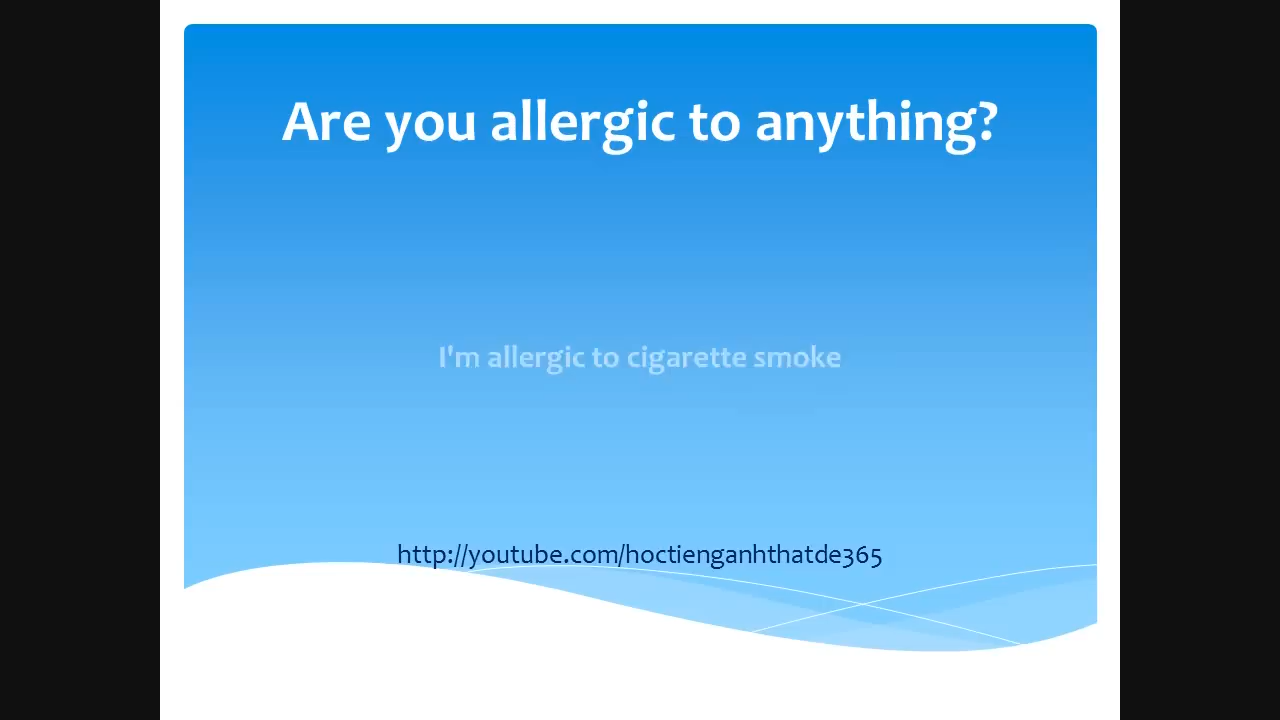 Are you allergic to anything?
I'm allergic to cigarette smoke
http://youtube.com/hoctienganhthatde365